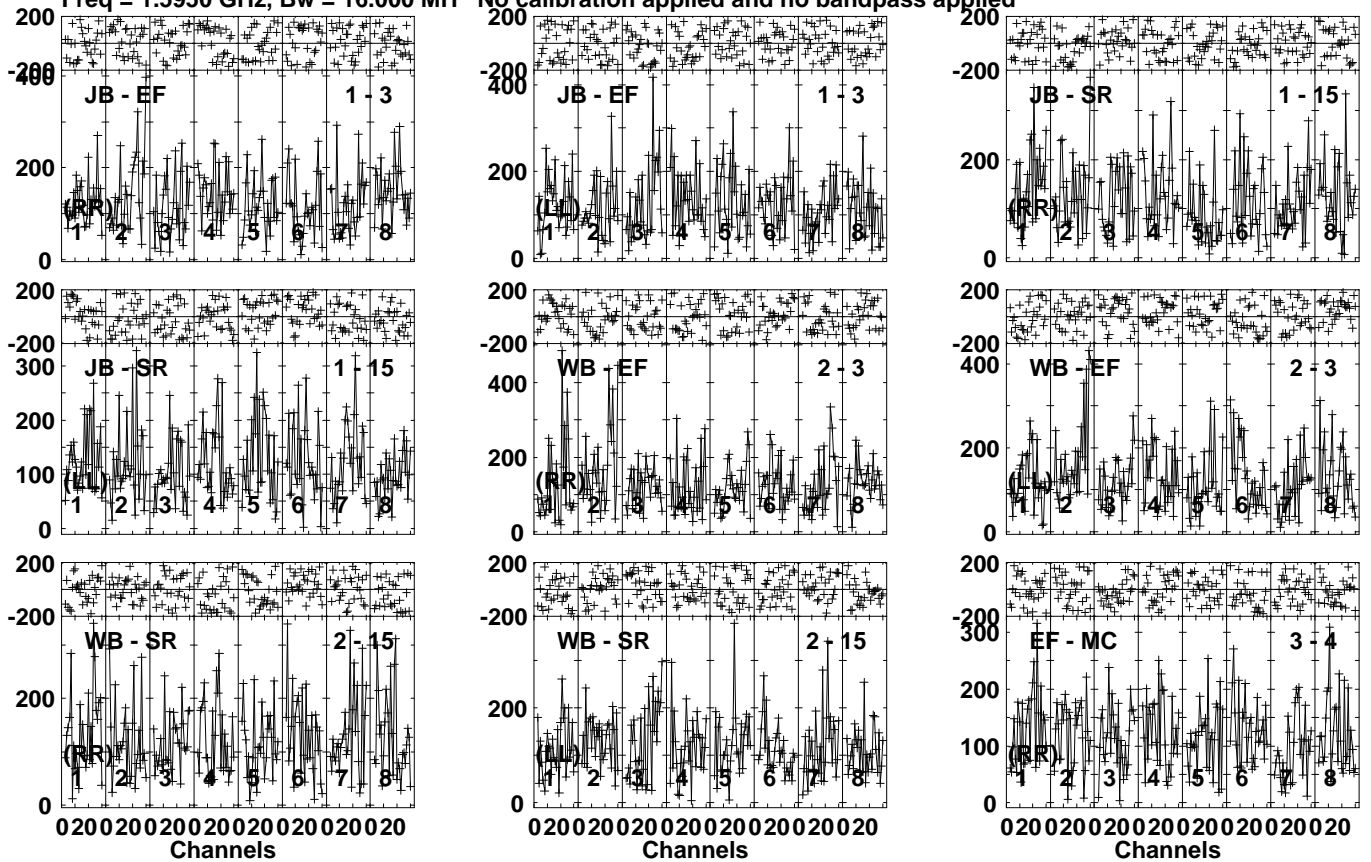 Freq = 1.5950 GHz, Bw = 16.000 MH No calibration applied and no bandpass applied
200 200 200
-200 -200 -200
400 400
JB - EF 1 - 3 JB - EF 1 - 3 JB - SR 1 - 15
200 200 200
(RR) (LL) (RR)
1 2 3 4 5 6 7 8 1 2 3 4 5 6 7 8 1 2 3 4 5 6 7 8
0 0 0
200 200 200
-200 -200 -200
300 400 400
JB - SR 1 - 15 WB - EF 2 - 3 WB - EF 2 - 3
200 200 200
100
(LL) (RR) (LL)
1 2 3 4 5 6 7 8 1 2 3 4 5 6 7 8 1 2 3 4 5 6 7 8
0 0 0
200 200 200
-200 -200 -200
300
WB - SR 2 - 15 WB - SR 2 - 15 EF - MC 3 - 4
200 200 200
100
(RR) (LL) (RR)
1 2 3 4 5 6 7 8 1 2 3 4 5 6 7 8 1 2 3 4 5 6 7 8
0 0 0
0 20 0 20 0 20 0 20 0 20 0 20 0 20 0 20 0 20 0 20 0 20 0 20 0 20 0 20 0 20 0 20 0 20 0 20 0 20 0 20 0 20 0 20 0 20 0 20
Channels Channels Channels